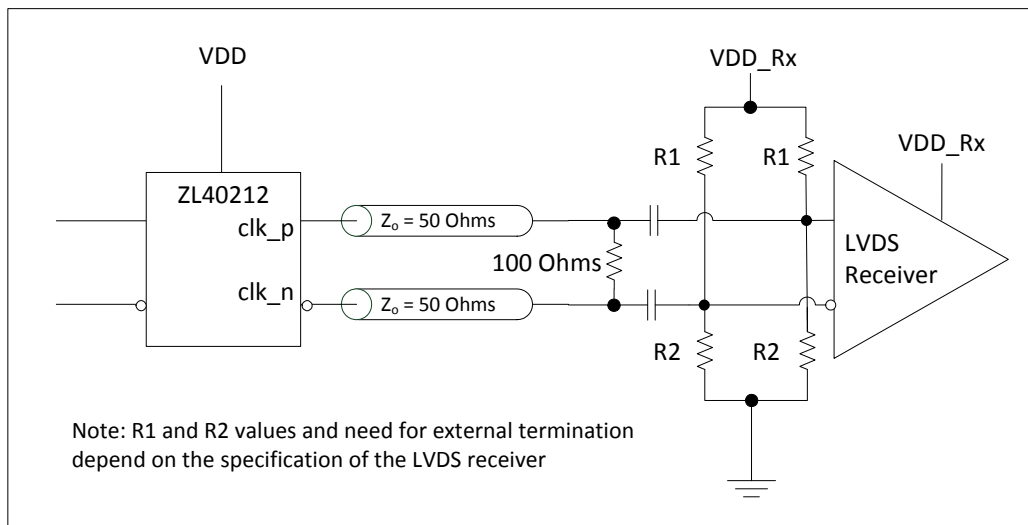 VDD
VDD_Rx
R1
R1
VDD_Rx
ZL40212
clk_p
Zₒ = 50 Ohms
LVDS
Receiver
100 Ohms
clk_n
Zₒ = 50 Ohms
R2
R2
Note: R1 and R2 values and need for external termination
depend on the specification of the LVDS receiver